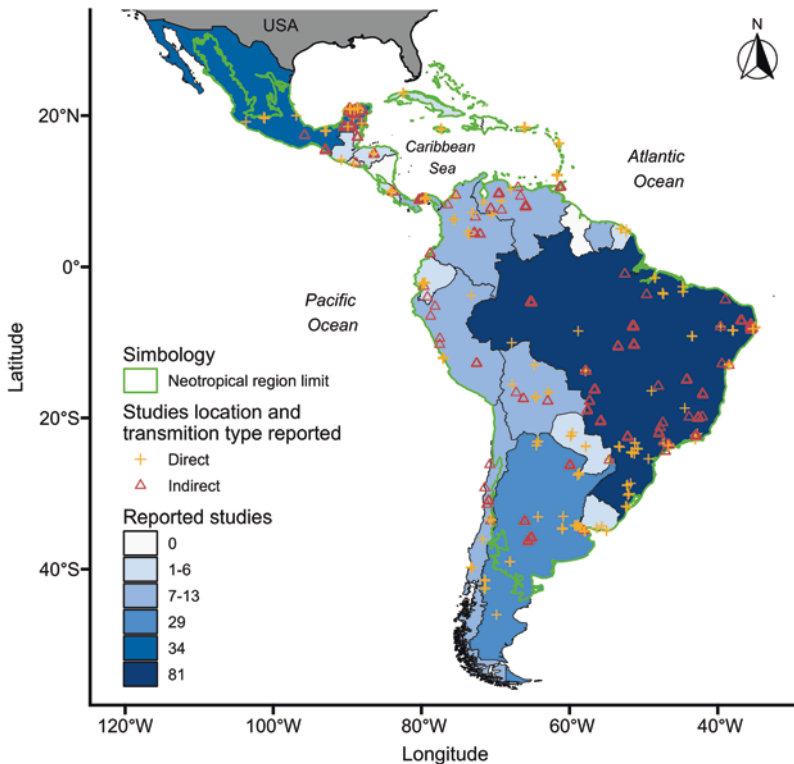 USA
N
20°N
Caribbean
Sea
Atlantic
Ocean
0°
Pacific
Ocean
Latitude
Simbology
Neotropical region limit
20°S
Studies location and
transmition type reported
Direct
Indirect
Reported studies
0
1-6
7-13
40°S
29
34
81
120°W
100°W
80°W
60°W
40°W
Longitude